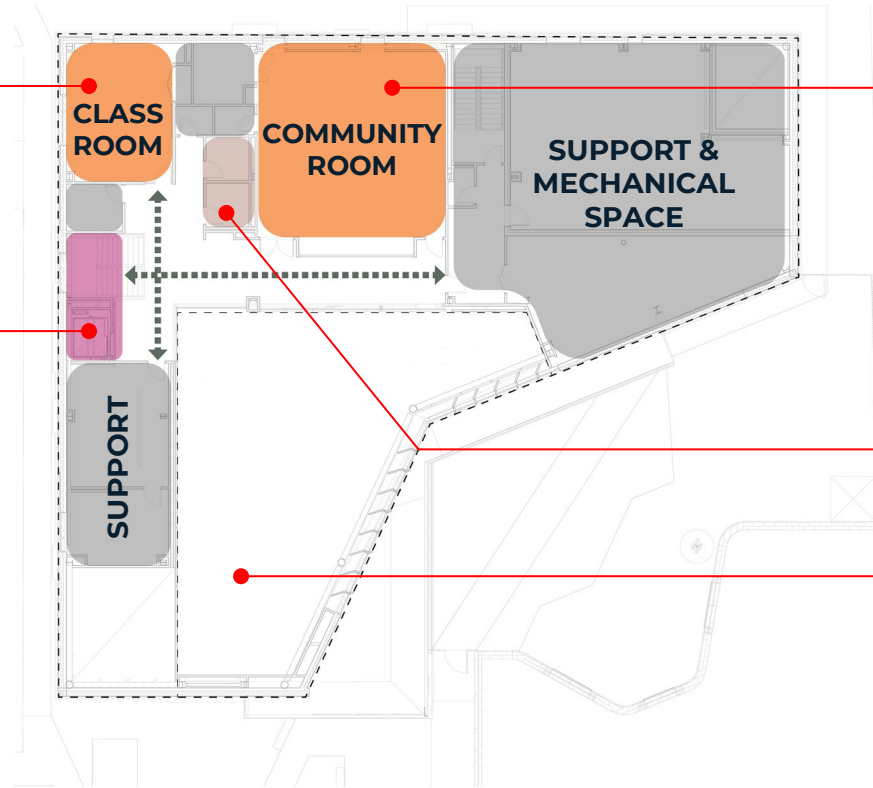 CLASS
ROOM
COMMUNITY
ROOM
SUPPORT &
MECHANICAL
SPACE
SUPPORT